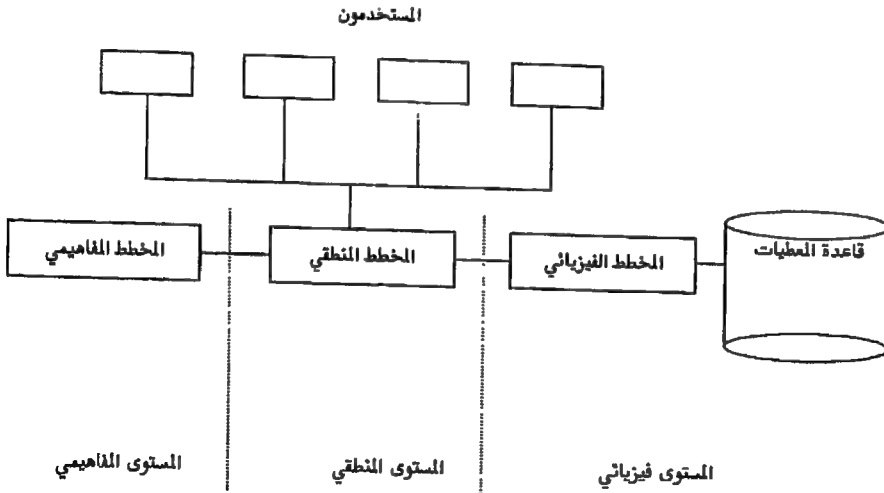 المستخدمون
المخطط المفاهيمي
المخطط المنطقي
المخطط الفيزيائي
قاعدة المعطيات
المستوى المفاهيمي
المستوى المنطقي
المستوى فيزيائي